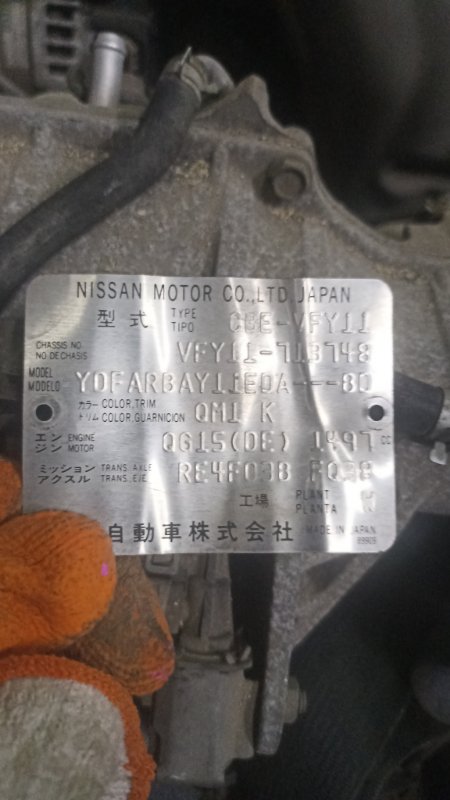 NISSAN MOTOR CO.,LTD JAPAN
型式 TYPE TIPO CBE-VFY11
CHASSIS NO. NO DE CHASIS VFY11-713748
MODEL MODELO YDFARBAY11EDA---8D
カラー COLOR,TRIM トリム COLOR,GUARNICION QM1 K
エンジン ENGINE MOTOR QG15(DE) 1497 CC
ミッション TRANS. AXLE アクスル TRANS. EJE RE4F03B FQ38
工場 PLANT PLANTA
自動車株式会社 MADE IN JAPAN